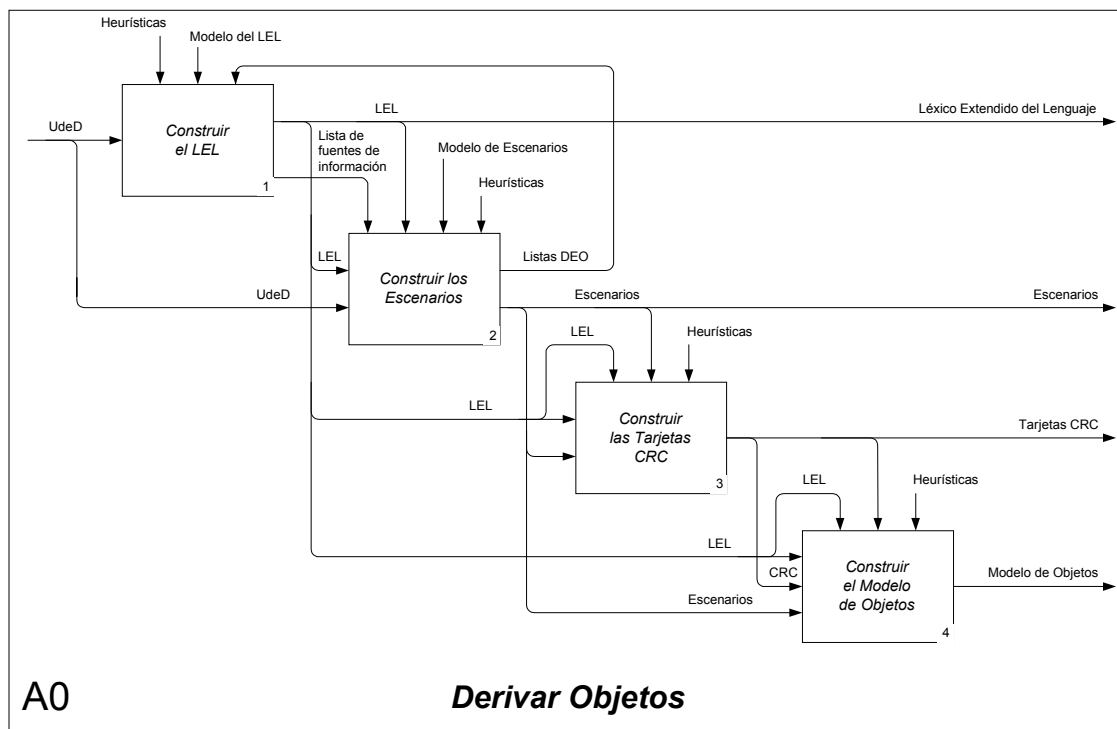 Heurísticas
Modelo del LEL
UdeD
Construir
el LEL
1
LEL
Léxico Extendido del Lenguaje
Lista de
fuentes de
información
Modelo de Escenarios
Heurísticas
LEL
Listas DEO
Construir los
Escenarios
2
UdeD
Escenarios
Escenarios
LEL
Heurísticas
LEL
Construir
las Tarjetas
CRC
3
Tarjetas CRC
LEL
Heurísticas
LEL
CRC
Escenarios
Construir
el Modelo
de Objetos
4
Modelo de Objetos
A0
Derivar Objetos